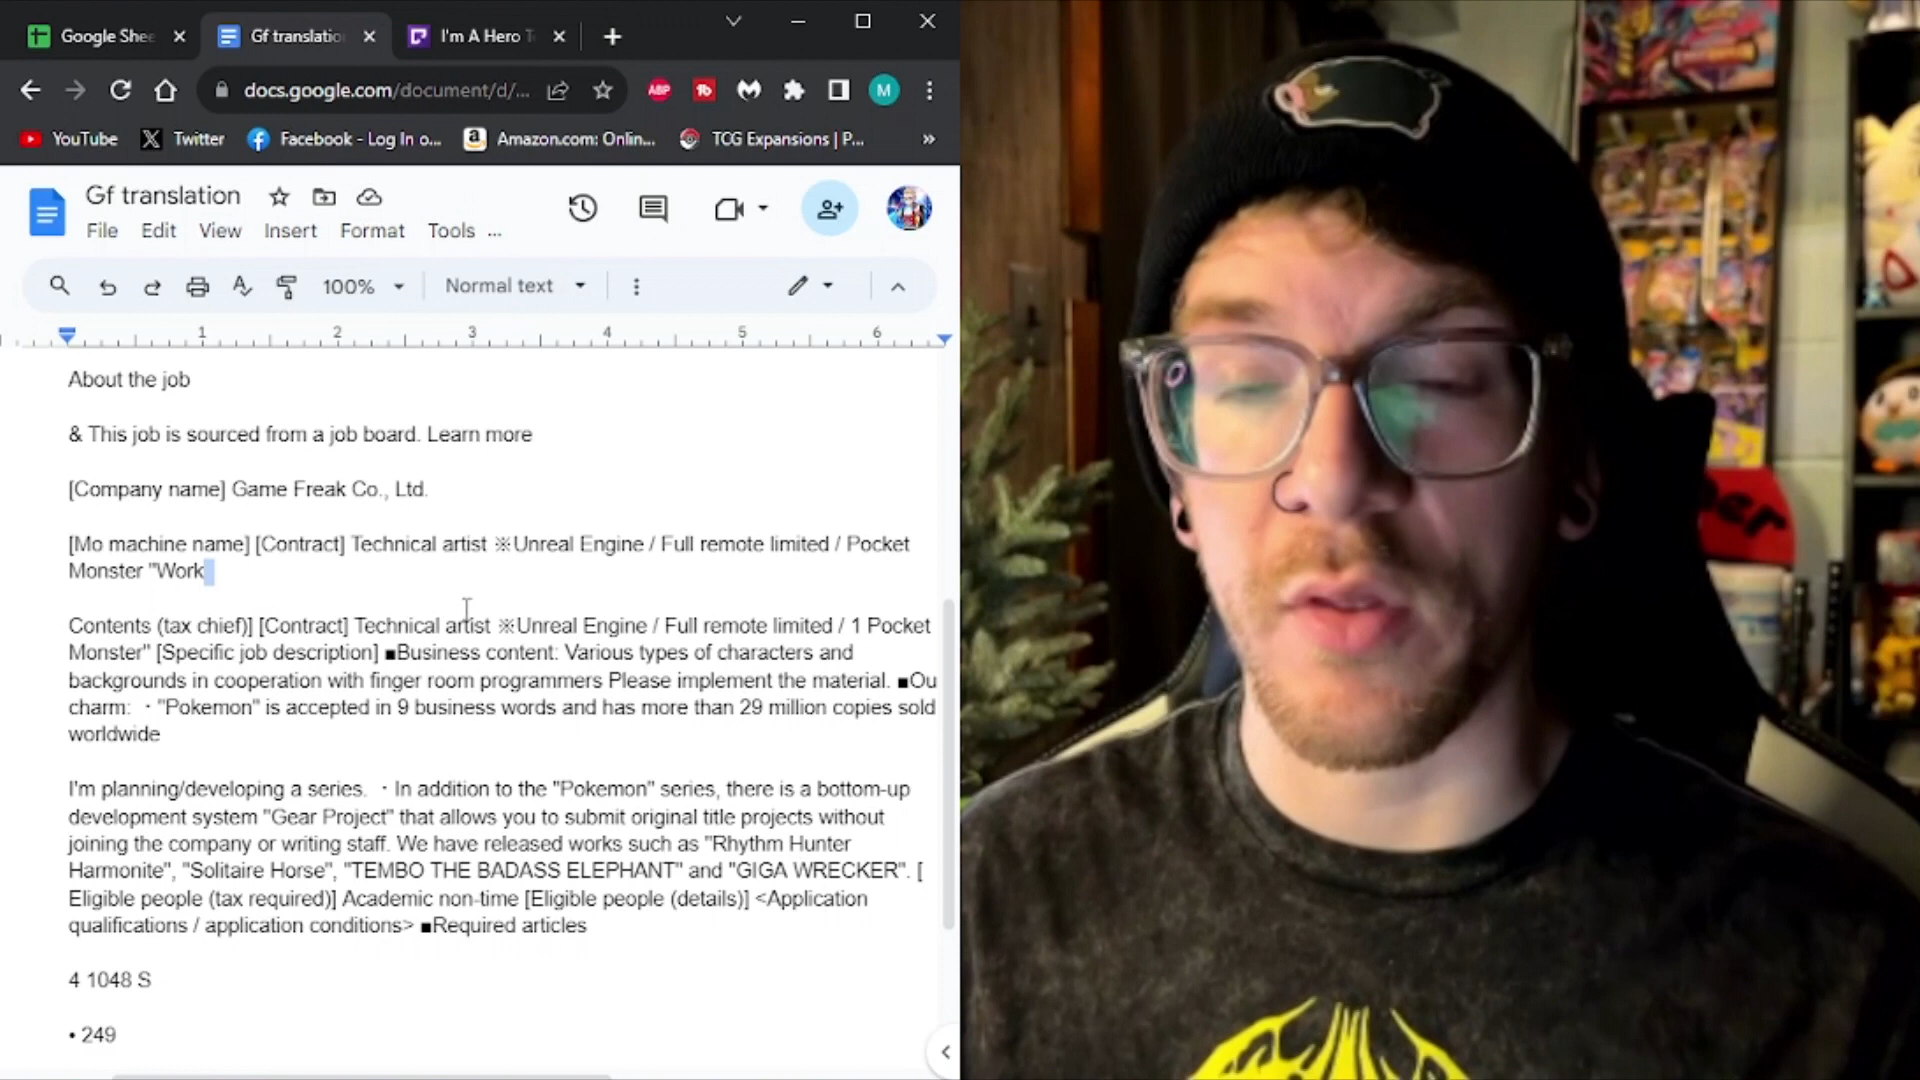 Google Shee
Gf translatio
I'm A Hero T
docs.google.com/document/d/...
ABP
M
YouTube
Twitter
Facebook - Log In o...
Amazon.com: Onlin...
TCG Expansions | P...
»
Gf translation
File Edit View Insert Format Tools ...
100%
Normal text
1 2 3 4 5 6
About the job
& This job is sourced from a job board. Learn more
[Company name] Game Freak Co., Ltd.
[Mo machine name] [Contract] Technical artist ※Unreal Engine / Full remote limited / Pocket
Monster "Work
Contents (tax chief)] [Contract] Technical artist ※Unreal Engine / Full remote limited / 1 Pocket
Monster" [Specific job description] ■Business content: Various types of characters and
backgrounds in cooperation with finger room programmers Please implement the material. ■Ou
charm: ・"Pokemon" is accepted in 9 business words and has more than 29 million copies sold
worldwide
I'm planning/developing a series. ・In addition to the "Pokemon" series, there is a bottom-up
development system "Gear Project" that allows you to submit original title projects without
joining the company or writing staff. We have released works such as "Rhythm Hunter
Harmonite", "Solitaire Horse", "TEMBO THE BADASS ELEPHANT" and "GIGA WRECKER". [
Eligible people (tax required)] Academic non-time [Eligible people (details)] <Application
qualifications / application conditions> ■Required articles
4 1048 S
• 249